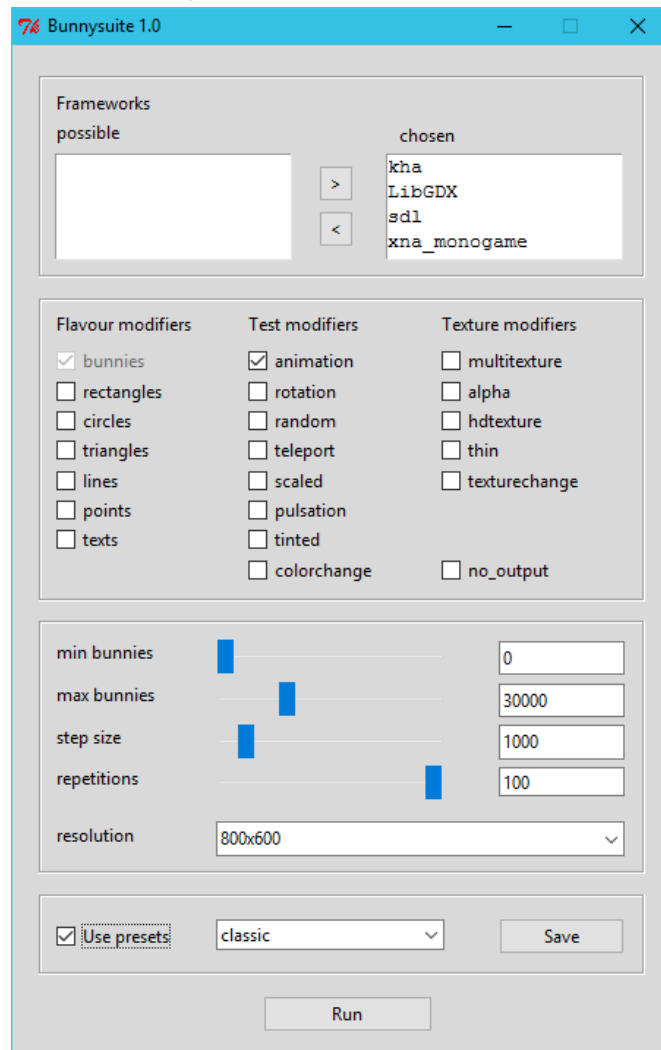 Bunnysuite 1.0
Frameworks
possible chosen
>
<
kha
LibGDX
sdl
xna_monogame
Flavour modifiers Test modifiers Texture modifiers
bunnies animation multitexture
rectangles rotation alpha
circles random hdtexture
triangles teleport thin
lines scaled texturechange
points pulsation
texts tinted
colorchange no_output
min bunnies 0
max bunnies 30000
step size 1000
repetitions 100
resolution 800x600
Use presets classic Save
Run